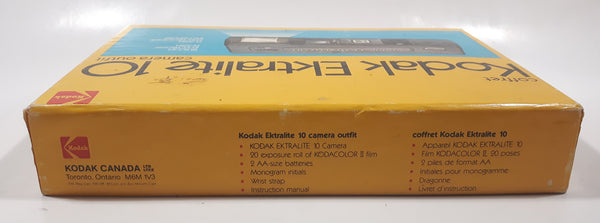 coffret
Kodak Ektralite 10
camera outfit
Kodak
Kodak
KODAK CANADA LTD.
LTÉE
Toronto, Ontario M6M 1V3
Kodak Ektralite 10 camera outfit
• KODAK EKTRALITE 10 Camera
• 20 exposure roll of KODACOLOR II film
• 2 AA-size batteries
• Monogram initials
• Wrist strap
• Instruction manual
coffret Kodak Ektralite 10
• Appareil KODAK EKTRALITE 10
• Film KODACOLOR II, 20 poses
• 2 piles de format AA
• Initiales pour monogramme
• Dragonne
• Livret d'instruction